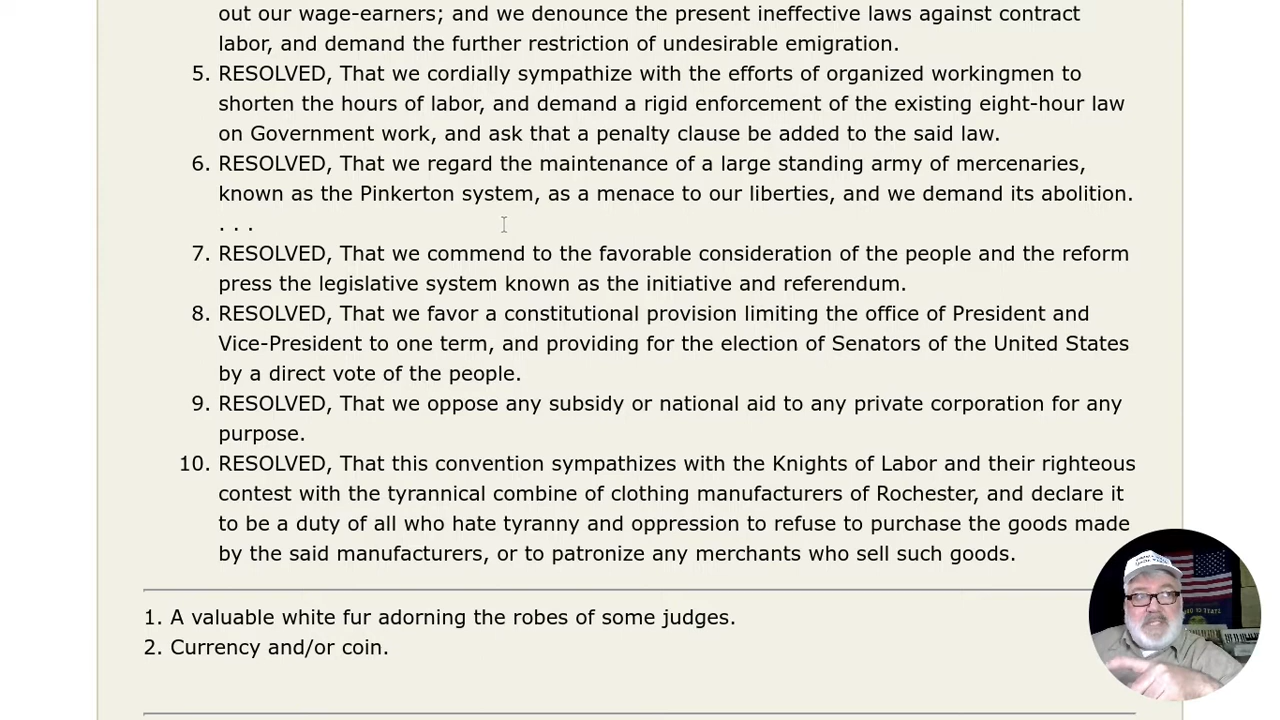 out our wage-earners; and we denounce the present ineffective laws against contract
labor, and demand the further restriction of undesirable emigration.
5. RESOLVED, That we cordially sympathize with the efforts of organized workingmen to
shorten the hours of labor, and demand a rigid enforcement of the existing eight-hour law
on Government work, and ask that a penalty clause be added to the said law.
6. RESOLVED, That we regard the maintenance of a large standing army of mercenaries,
known as the Pinkerton system, as a menace to our liberties, and we demand its abolition.
. . .
7. RESOLVED, That we commend to the favorable consideration of the people and the reform
press the legislative system known as the initiative and referendum.
8. RESOLVED, That we favor a constitutional provision limiting the office of President and
Vice-President to one term, and providing for the election of Senators of the United States
by a direct vote of the people.
9. RESOLVED, That we oppose any subsidy or national aid to any private corporation for any
purpose.
10. RESOLVED, That this convention sympathizes with the Knights of Labor and their righteous
contest with the tyrannical combine of clothing manufacturers of Rochester, and declare it
to be a duty of all who hate tyranny and oppression to refuse to purchase the goods made
by the said manufacturers, or to patronize any merchants who sell such goods.
1. A valuable white fur adorning the robes of some judges.
2. Currency and/or coin.